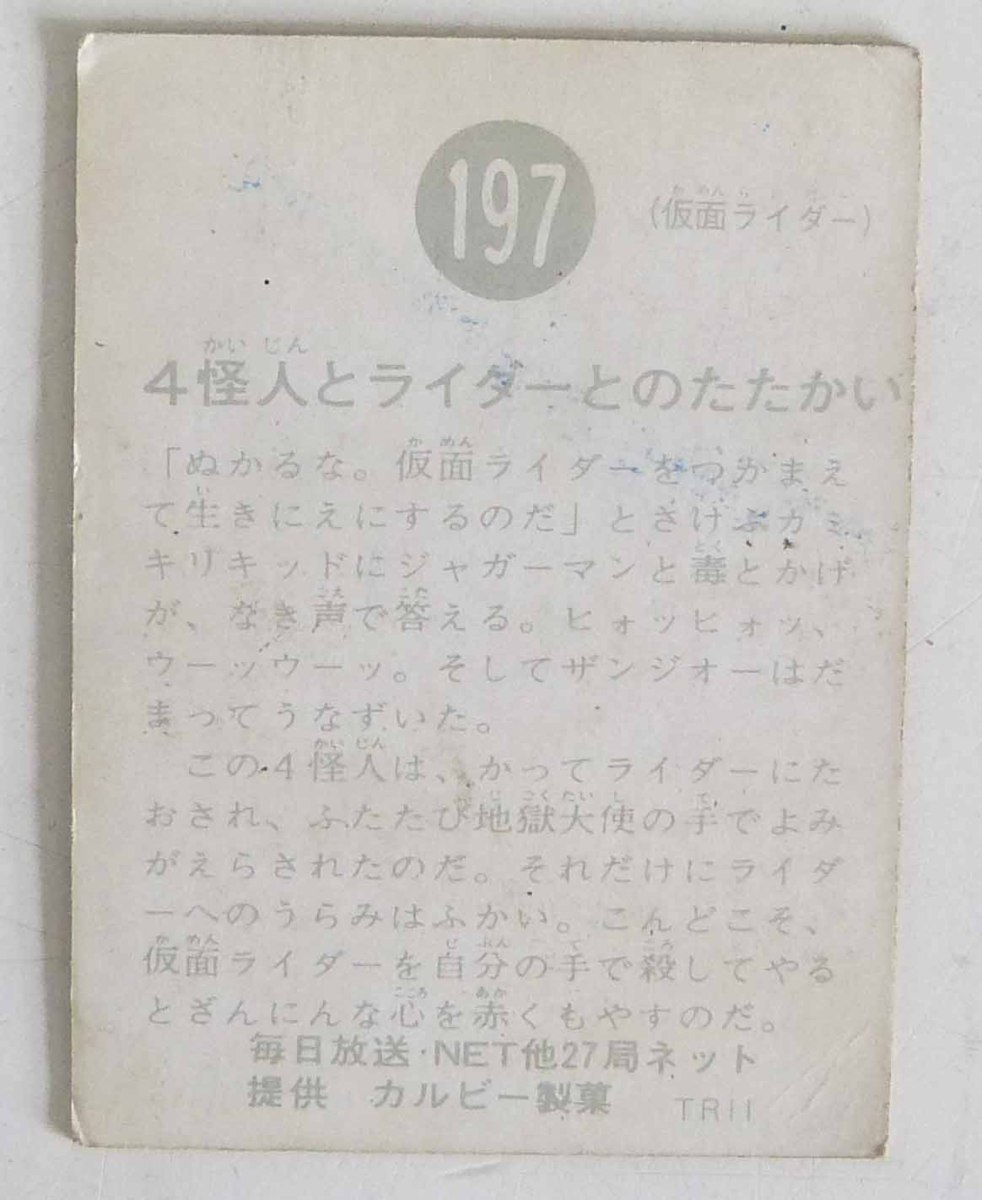 197
(仮面ライダー)
4怪人とライダーとのたたかい
「ぬかるな。仮面ライダーをつかまえ
て生きにえにするのだ」とさけぶカミ
キリキッドにジャガーマンと毒とかげ
が、なき声で答える。ヒォッヒォッ、
ウーッウーッ。そしてザンジオーはだ
まってうなずいた。
この4怪人は、かってライダーにた
おされ、ふたたび地獄大使の手でよみ
がえらされたのだ。それだけにライダ
ーへのうらみはふかい。こんどこそ、
仮面ライダーを自分の手で殺してやる
とざんにんな心を赤くもやすのだ。
毎日放送・NET他27局ネット
提供 カルビー製菓 TR11